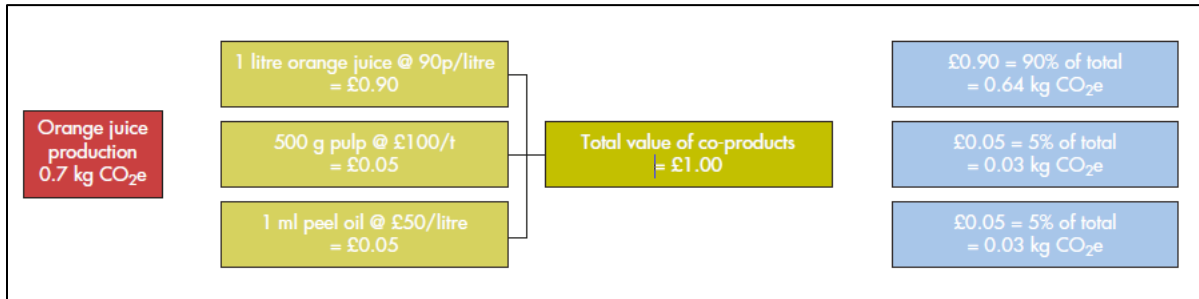 Orange juice
production
0.7 kg CO₂e
1 litre orange juice @ 90p/litre
= £0.90
500 g pulp @ £100/t
= £0.05
1 ml peel oil @ £50/litre
= £0.05
Total value of co-products
= £1.00
£0.90 = 90% of total
= 0.64 kg CO₂e
£0.05 = 5% of total
= 0.03 kg CO₂e
£0.05 = 5% of total
= 0.03 kg CO₂e